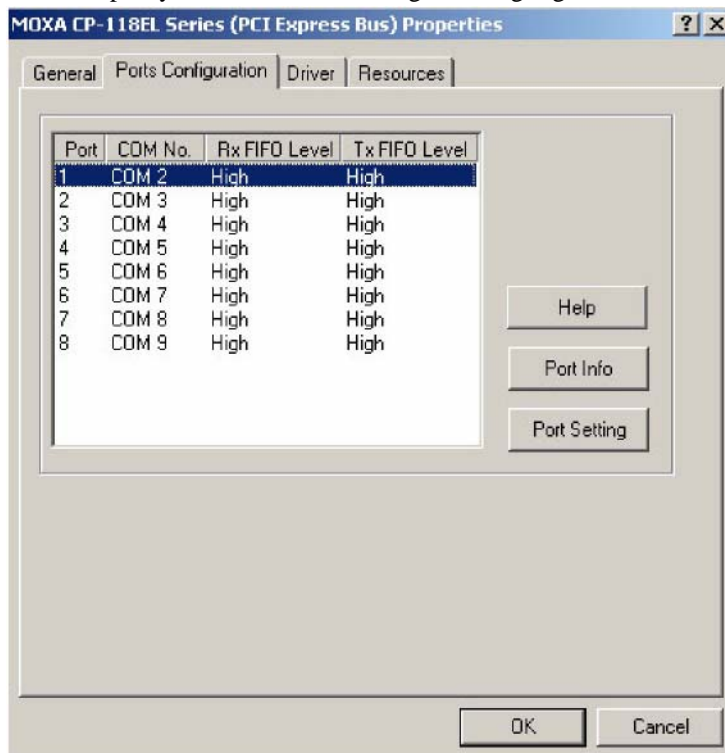 MOXA CP-118EL Series (PCI Express Bus) Properties ? X
General Ports Configuration Driver Resources
Port COM No. Rx FIFO Level Tx FIFO Level
1 COM 2 High High
2 COM 3 High High
3 COM 4 High High
4 COM 5 High High
5 COM 6 High High
6 COM 7 High High
7 COM 8 High High
8 COM 9 High High
Help
Port Info
Port Setting
OK Cancel